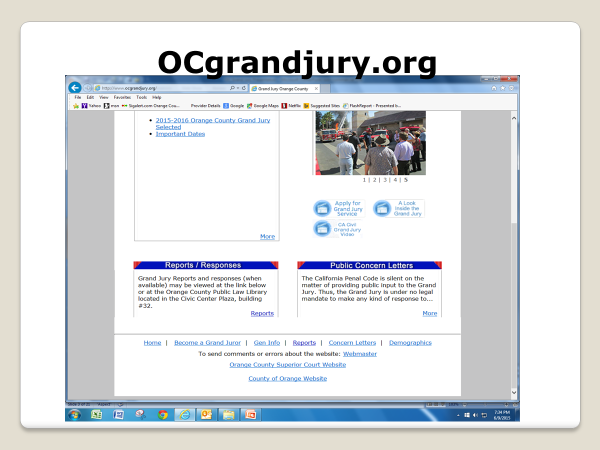 OCgrandjury.org
http://www.ocgrandjury.org/
Grand Jury Orange County
File Edit View Favorites Tools Help
Yahoo msn Sigalert.com Orange Cou... Provider Details Google Google Maps Netflix Suggested Sites FlashReport - Presented b...
2015-2016 Orange County Grand Jury
Selected
Important Dates
More
1 | 2 | 3 | 4 | 5
Apply for
Grand Jury
Service
A Look
Inside the
Grand Jury
CA Civil
Grand Jury
Video
Reports / Responses
Grand Jury Reports and responses (when
available) may be viewed at the link below
or at the Orange County Public Law Library
located in the Civic Center Plaza, building
#32.
Reports
Public Concern Letters
The California Penal Code is silent on the
matter of providing public input to the Grand
Jury. Thus, the Grand Jury is under no legal
mandate to make any kind of response to...
More
Home | Become a Grand Juror | Gen Info | Reports | Concern Letters | Demographics
To send comments or errors about the website: Webmaster
Orange County Superior Court Website
County of Orange Website
7:34 PM
6/9/2015